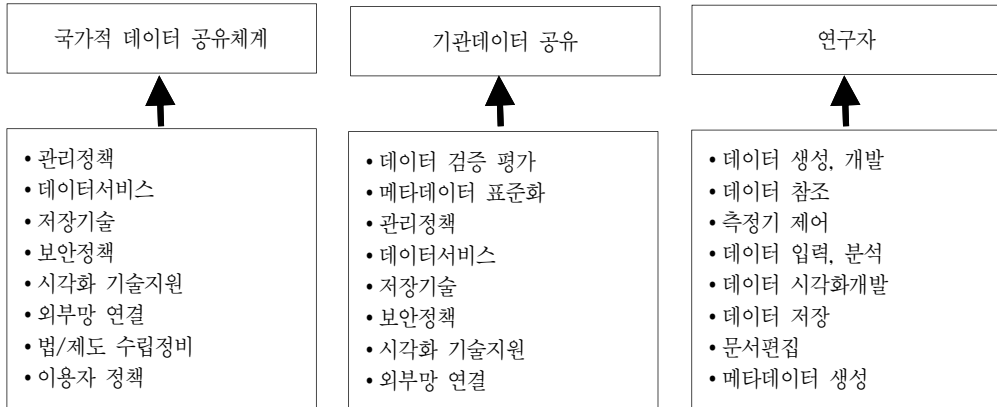 국가적 데이터 공유체계
기관데이터 공유
연구자
• 관리정책
• 데이터서비스
• 저장기술
• 보안정책
• 시각화 기술지원
• 외부망 연결
• 법/제도 수립정비
• 이용자 정책
• 데이터 검증 평가
• 메타데이터 표준화
• 관리정책
• 데이터서비스
• 저장기술
• 보안정책
• 시각화 기술지원
• 외부망 연결
• 데이터 생성, 개발
• 데이터 참조
• 측정기 제어
• 데이터 입력, 분석
• 데이터 시각화개발
• 데이터 저장
• 문서편집
• 메타데이터 생성